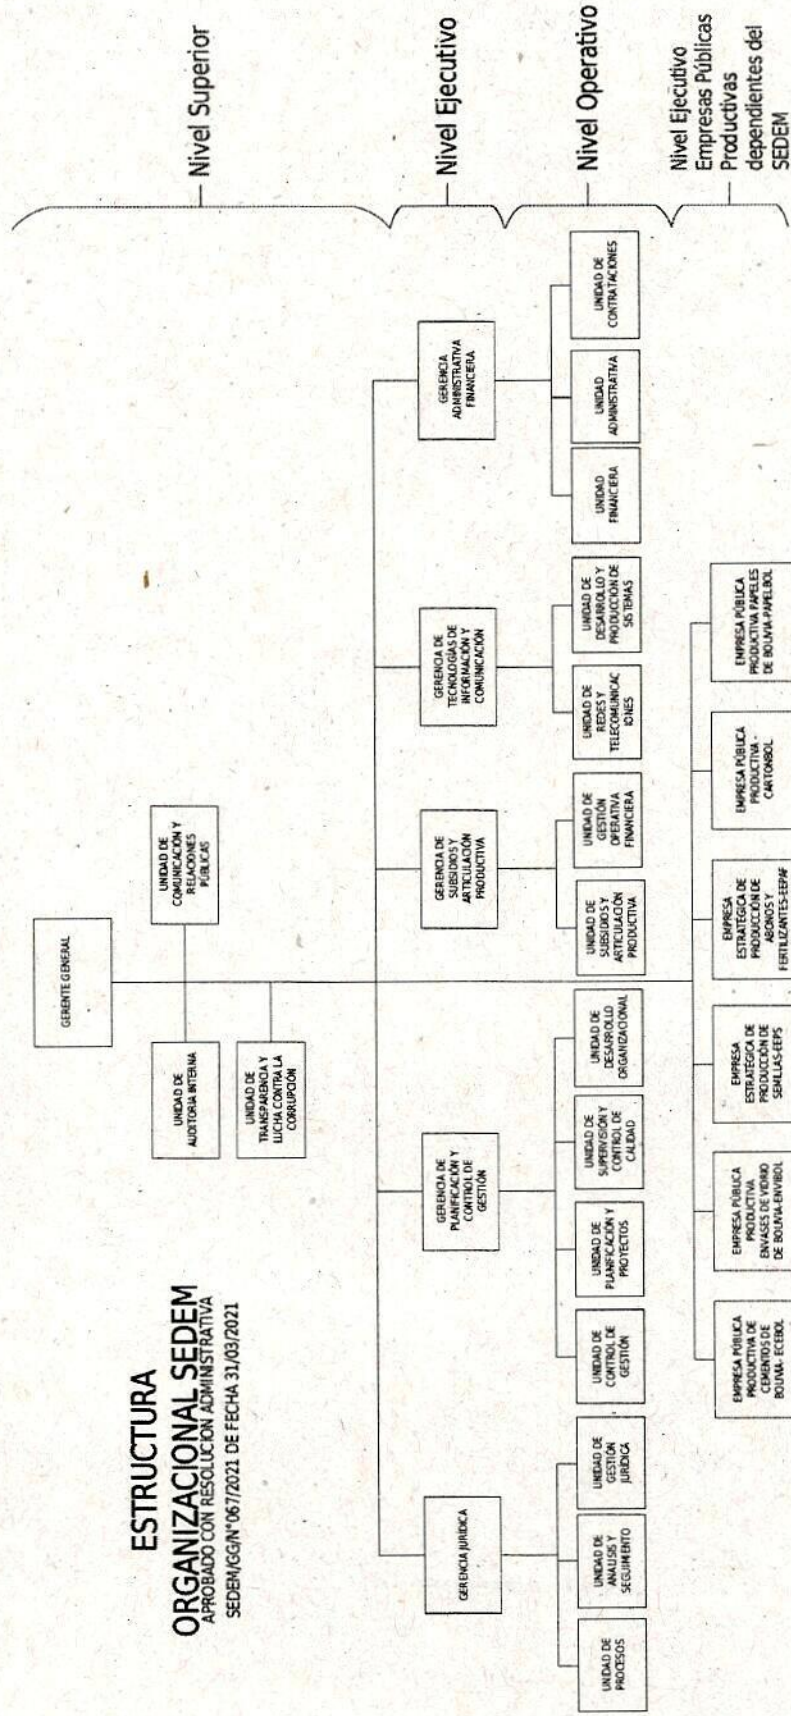 ESTRUCTURA
ORGANIZACIONAL SEDEM
APROBADO CON RESOLUCIÓN ADMINISTRATIVA
SEDEM/GG/N°067/2021 DE FECHA 31/03/2021
GERENTE GENERAL
UNIDAD DE
AUDITORIA INTERNA
UNIDAD DE
COMUNICACIÓN Y
RELACIONES
PÚBLICAS
UNIDAD DE
TRANSPARENCIA Y
LUCHA CONTRA LA
CORRUPCIÓN
Nivel Superior
GERENCIA JURÍDICA
GERENCIA DE
PLANIFICACIÓN Y
CONTROL DE
GESTIÓN
GERENCIA DE
SUBSIDIOS Y
ARTICULACIÓN
PRODUCTIVA
GERENCIA DE
TECNOLOGÍAS DE
INFORMACIÓN Y
COMUNICACIÓN
GERENCIA
ADMINISTRATIVA
FINANCIERA
Nivel Ejecutivo
UNIDAD DE
PROCESOS
UNIDAD DE
ANALISIS Y
SEGUIMIENTO
UNIDAD DE
GESTIÓN
JURÍDICA
UNIDAD DE
CONTROL DE
GESTIÓN
UNIDAD DE
PLANIFICACIÓN Y
PROYECTOS
UNIDAD DE
SUPERVISIÓN Y
CONTROL DE
CALIDAD
UNIDAD DE
DESARROLLO
ORGANIZACIONAL
UNIDAD DE
SUBSIDIOS Y
ARTICULACIÓN
PRODUCTIVA
UNIDAD DE
GESTIÓN
OPERATIVA
FINANCIERA
UNIDAD DE
REDES Y
TELECOMUNICAC
IONES
UNIDAD DE
DESARROLLO Y
PRODUCCIÓN DE
SISTEMAS
UNIDAD
FINANCIERA
UNIDAD
ADMINISTRATIVA
UNIDAD DE
CONTRATACIONES
Nivel Operativo
EMPRESA PÚBLICA
PRODUCTIVA DE
CEMENTOS DE
BOLIVIA- ECEBOL
EMPRESA PÚBLICA
PRODUCTIVA
ENVASES DE VIDRIO
DE BOLIVIA-ENVIBOL
EMPRESA
ESTRATÉGICA DE
PRODUCCIÓN DE
SEMILLAS-EEPS
EMPRESA
ESTRATÉGICA DE
PRODUCCIÓN DE
ABONOS Y
FERTILIZANTES-EEPAF
EMPRESA PÚBLICA
PRODUCTIVA -
CARTONBOL
EMPRESA PÚBLICA
PRODUCTIVA PAPELES
DE BOLIVIA-PAPELBOL
Nivel Ejecutivo
Empresas Públicas
Productivas
dependientes del
SEDEM